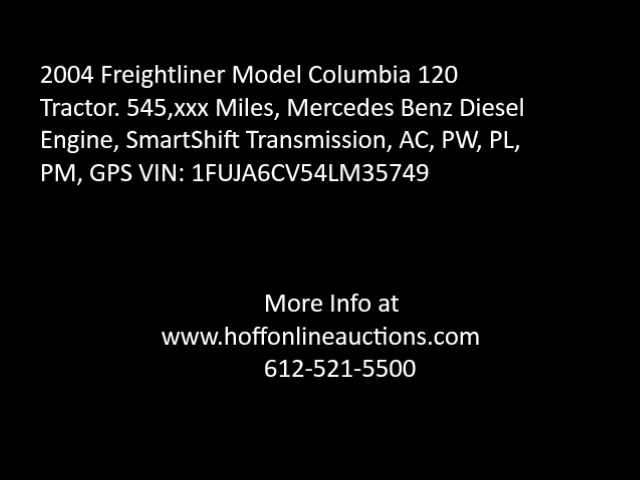 2004 Freightliner Model Columbia 120
Tractor. 545,xxx Miles, Mercedes Benz Diesel
Engine, SmartShift Transmission, AC, PW, PL,
PM, GPS VIN: 1FUJA6CV54LM35749
More Info at
www.hoffonlineauctions.com
612-521-5500